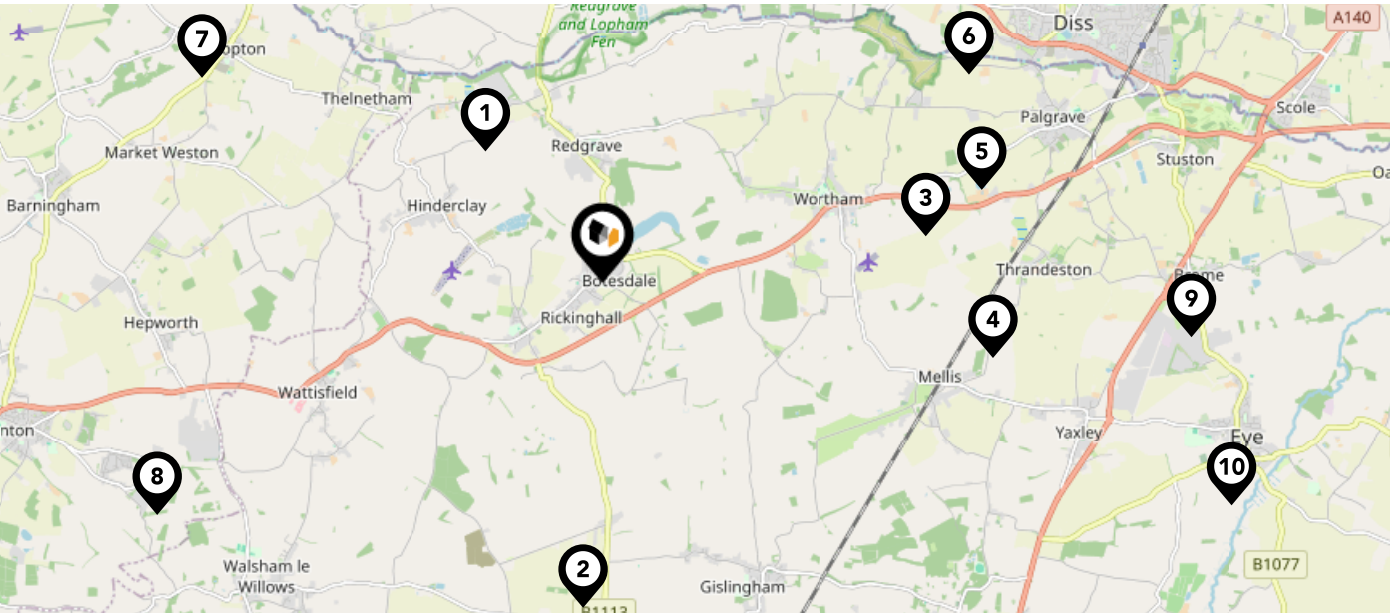 Redgrave
and Lopham
Fen
Diss
A140
6
7
opton
Thelnetham
1
Scole
Palgrave
Redgrave
Market Weston
5
Stuston
Oa
3
Wortham
Barningham
Hinderclay
Thrandeston
Brome
Botesdale
9
4
Rickinghall
Hepworth
Mellis
Wattisfield
nton
Yaxley
Eye
10
8
Walsham le
Willows
2
Gislingham
B1077
B1113